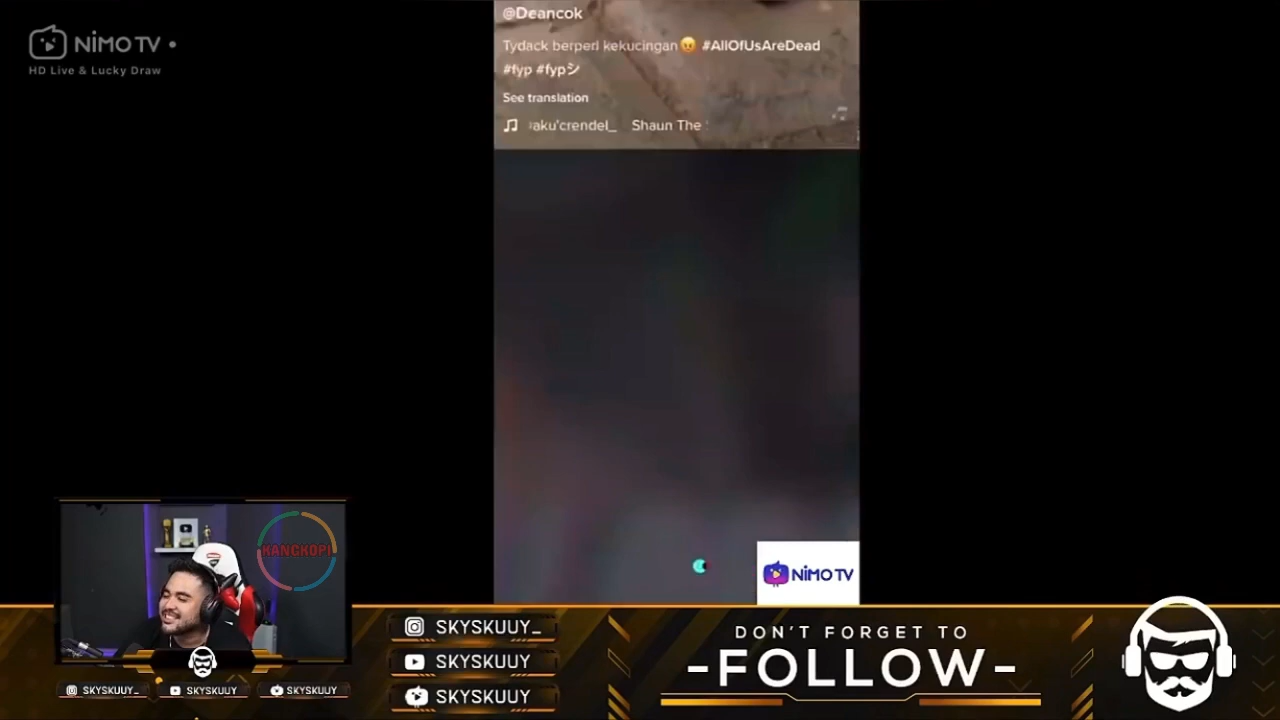 NiMO TV
HD Live & Lucky Draw
@Deancok
Tydack berperi kekucingan😡 #AllOfUsAreDead
#fyp #fypシ
See translation
aku'crendel_ Shaun The
KANGKOPI
NiMO TV
SKYSKUUY_
SKYSKUUY
SKYSKUUY
SKYSKUUY_
SKYSKUUY
SKYSKUUY
DON'T FORGET TO
-FOLLOW-